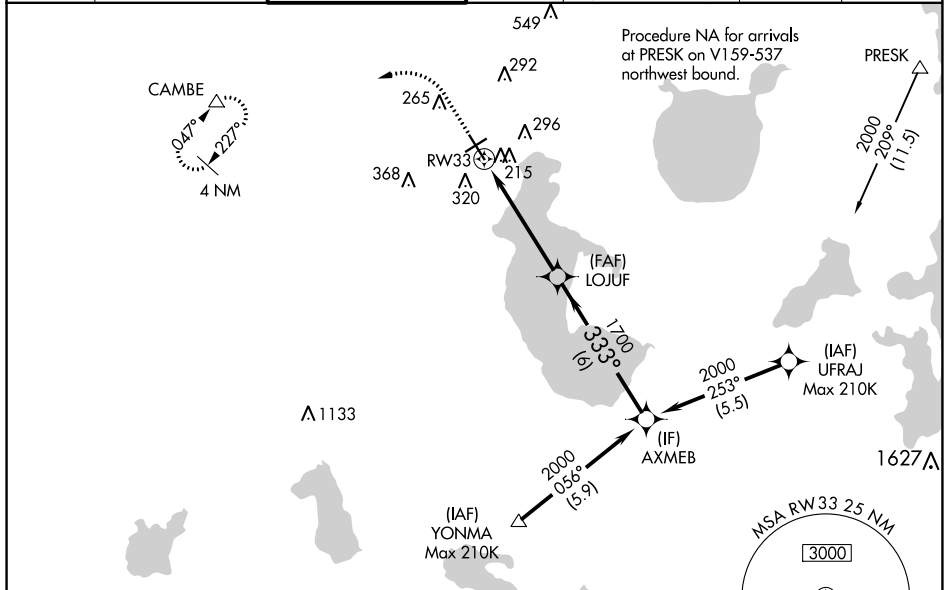 549
Procedure NA for arrivals
at PRESK on V159-537
northwest bound.
PRESK
292
CAMBE
265
047°
227°
296
2000
209°
(11.5)
RW33
215
368
320
4 NM
(FAF)
LOJUF
1700
333°
(6)
2000
253°
(5.5)
(IAF)
UFRAJ
Max 210K
1133
(IF)
AXMEB
1627
2000
056°
(5.9)
(IAF)
YONMA
Max 210K
MSA RW33 25 NM
3000